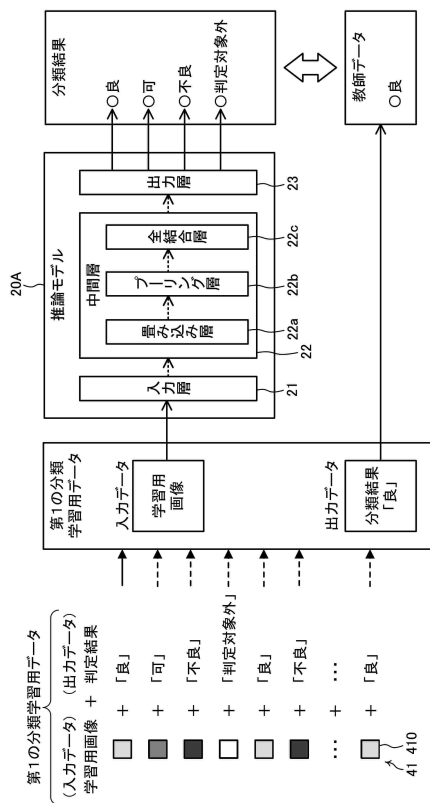 第1の分類学習用データ
(入力データ) (出力データ)
学習用画像 + 判定結果
+ 「良」
+ 「可」
+ 「不良」
+ 「判定対象外」
+ 「良」
+ 「不良」
… + …
+ 「良」
41
410
第1の分類
学習用データ
入力データ
学習用
画像
出力データ
分類結果
「良」
20A
推論モデル
入力層
21
中間層
22
畳み込み層
22a
プーリング層
22b
全結合層
22c
出力層
23
分類結果
○良
○可
○不良
○判定対象外
教師データ
○良